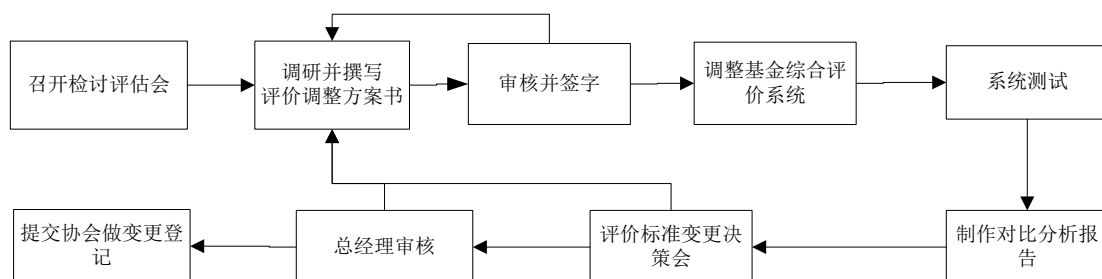 召开检讨评估会
调研并撰写
评价调整方案书
审核并签字
调整基金综合评
价系统
系统测试
提交协会做变更登
记
总经理审核
评价标准变更决
策会
制作对比分析报
告